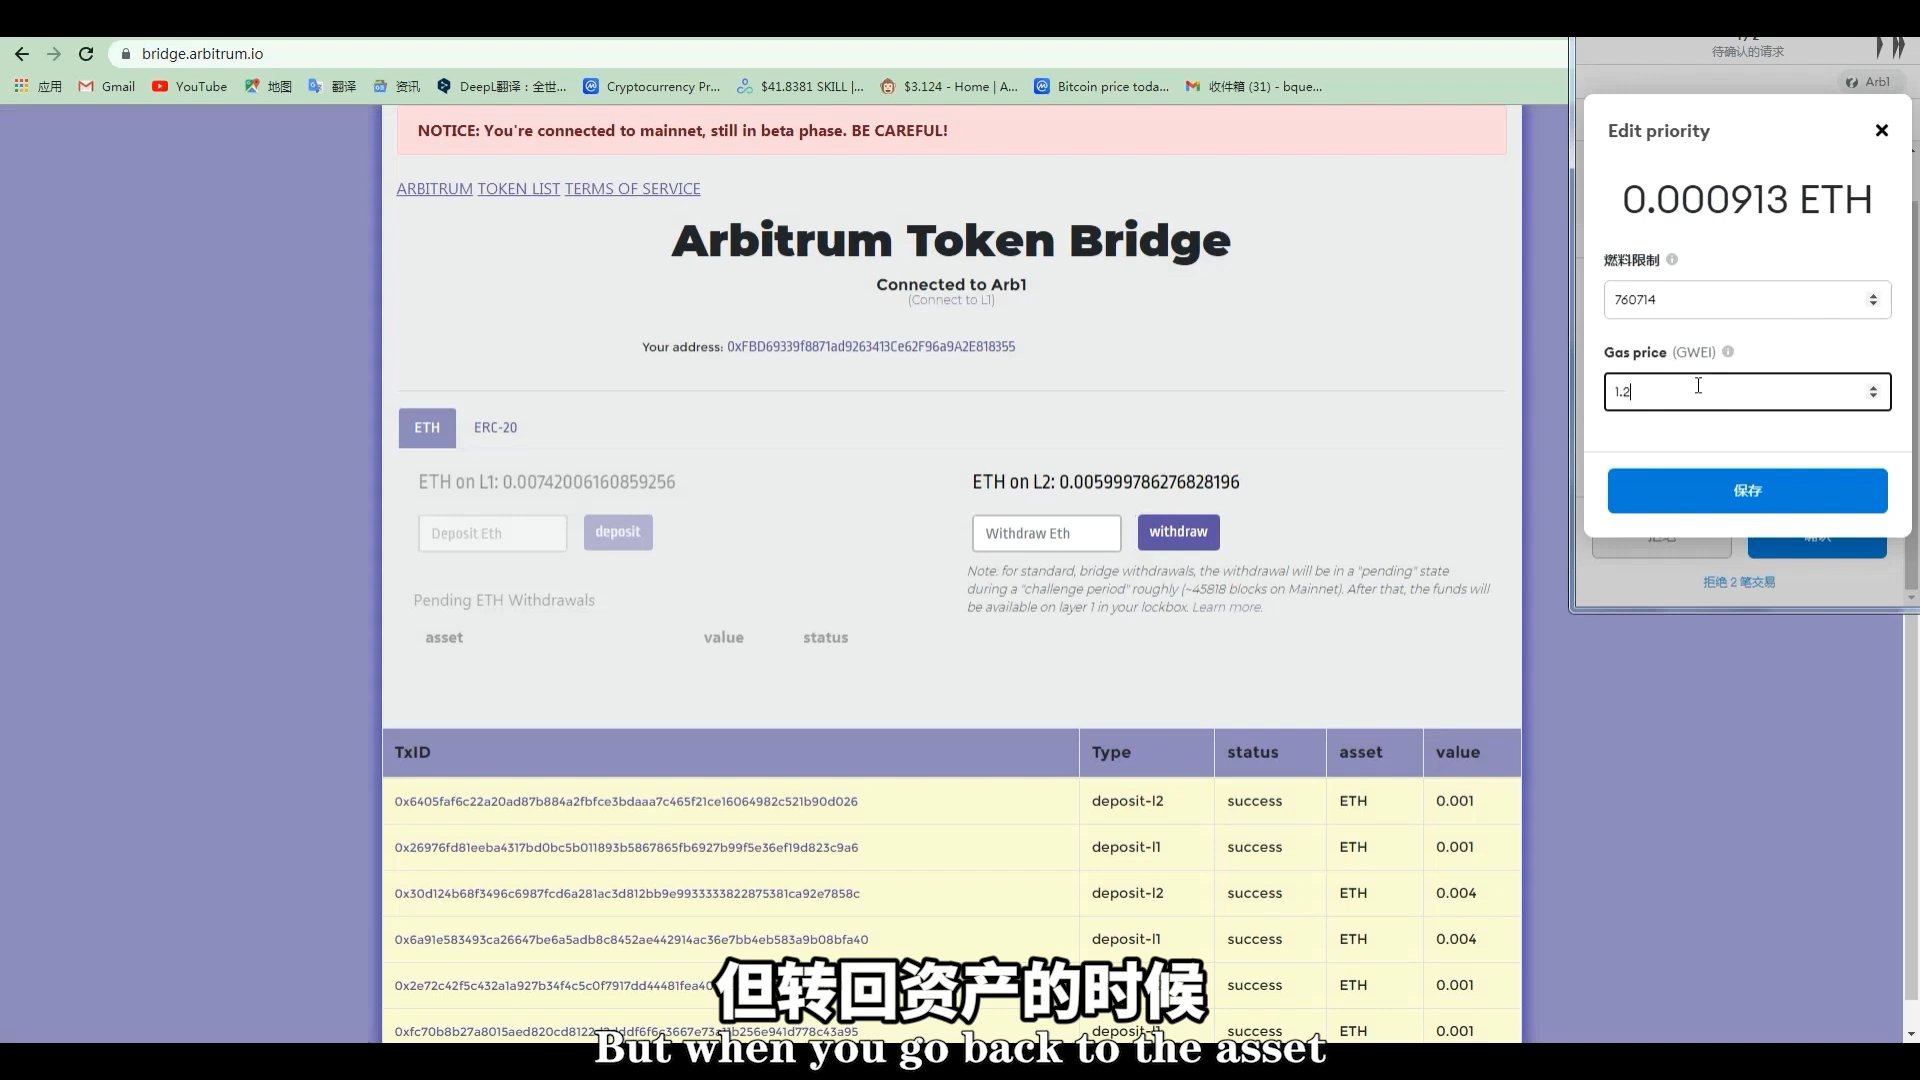 bridge.arbitrum.io
应用 Gmail YouTube 地图 翻译 资讯 DeepL翻译：全世... Cryptocurrency Pr... $41.8381 SKILL |... $3.124 - Home | A... Bitcoin price toda... 收件箱 (31) - bque...
NOTICE: You're connected to mainnet, still in beta phase. BE CAREFUL!
ARBITRUM TOKEN LIST TERMS OF SERVICE
Arbitrum Token Bridge
Connected to Arb1
(Connect to L1)
Your address: 0xFBD69339f8871ad9263413Ce62F96a9A2E818355
ETH ERC-20
ETH on L1: 0.00742006160859256
Deposit Eth deposit
ETH on L2: 0.005999786276828196
Withdraw Eth withdraw
Note: for standard, bridge withdrawals, the withdrawal will be in a "pending" state
during a "challenge period" roughly (~45818 blocks on Mainnet). After that, the funds will
be available on layer 1 in your lockbox. Learn more.
Pending ETH Withdrawals
asset value status
TxID Type status asset value
0x6405faf6c22a20ad87b884a2fbfce3bdaaa7c465f21ce16064982c521b90d026 deposit-l2 success ETH 0.001
0x26976fd81eeba4317bd0bc5b011893b5867865fb6927b99f5e36ef19d823c9a6 deposit-l1 success ETH 0.001
0x30d124b68f3496c6987fcd6a281ac3d812bb9e9933333822875381ca92e7858c deposit-l2 success ETH 0.004
0x6a91e583493ca26647be6a5adb8c8452ae442914ac36e7bb4eb583a9b08bfa40 deposit-l1 success ETH 0.004
success ETH 0.001
success ETH 0.001
待确认的请求
Arb1
Edit priority
0.000913 ETH
燃料限制
760714
Gas price (GWEI)
1.2
保存
拒绝 2 笔交易
但转回资产的时候
But when you go back to the asset